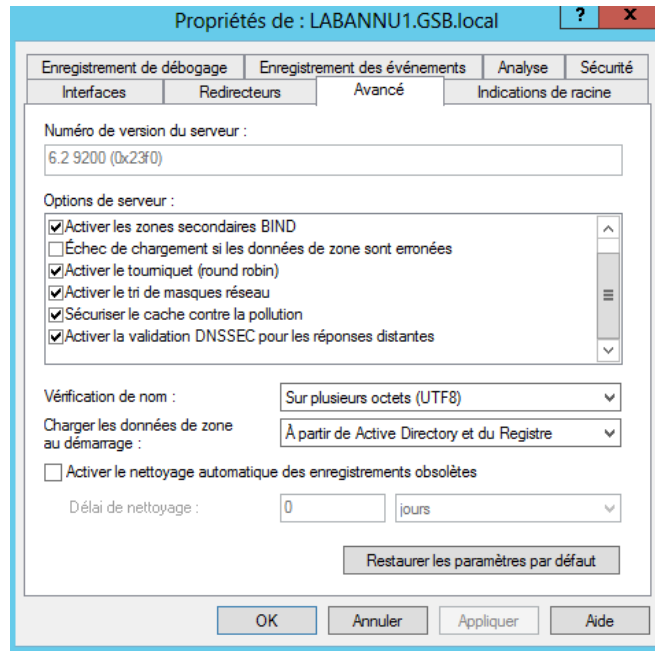 Propriétés de : LABANNU1.GSB.local
? x
Enregistrement de débogage Enregistrement des événements Analyse Sécurité
Interfaces Redirecteurs Avancé Indications de racine
Numéro de version du serveur :
6.2 9200 (0x23f0)
Options de serveur :
Activer les zones secondaires BIND
Échec de chargement si les données de zone sont erronées
Activer le tourniquet (round robin)
Activer le tri de masques réseau
Sécuriser le cache contre la pollution
Activer la validation DNSSEC pour les réponses distantes
Vérification de nom : Sur plusieurs octets (UTF8)
Charger les données de zone
au démarrage : À partir de Active Directory et du Registre
Activer le nettoyage automatique des enregistrements obsolètes
Délai de nettoyage : 0 jours
Restaurer les paramètres par défaut
OK Annuler Appliquer Aide